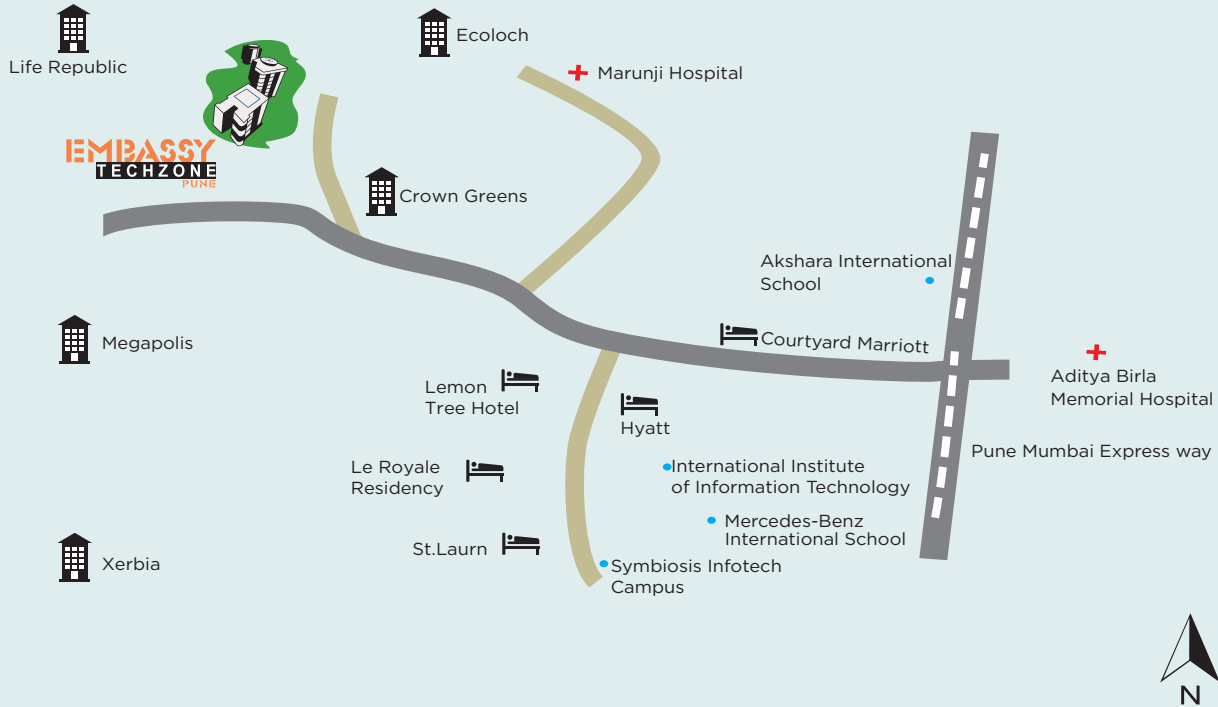 Life Republic
Ecoloch
Marunji Hospital
EMBASSY
TECHZONE
PUNE
Crown Greens
Akshara International
School
Megapolis
Courtyard Marriott
Aditya Birla
Memorial Hospital
Lemon
Tree Hotel
Hyatt
Pune Mumbai Express way
Le Royale
Residency
International Institute
of Information Technology
Mercedes-Benz
International School
St.Laurn
Xerbia
Symbiosis Infotech
Campus
N